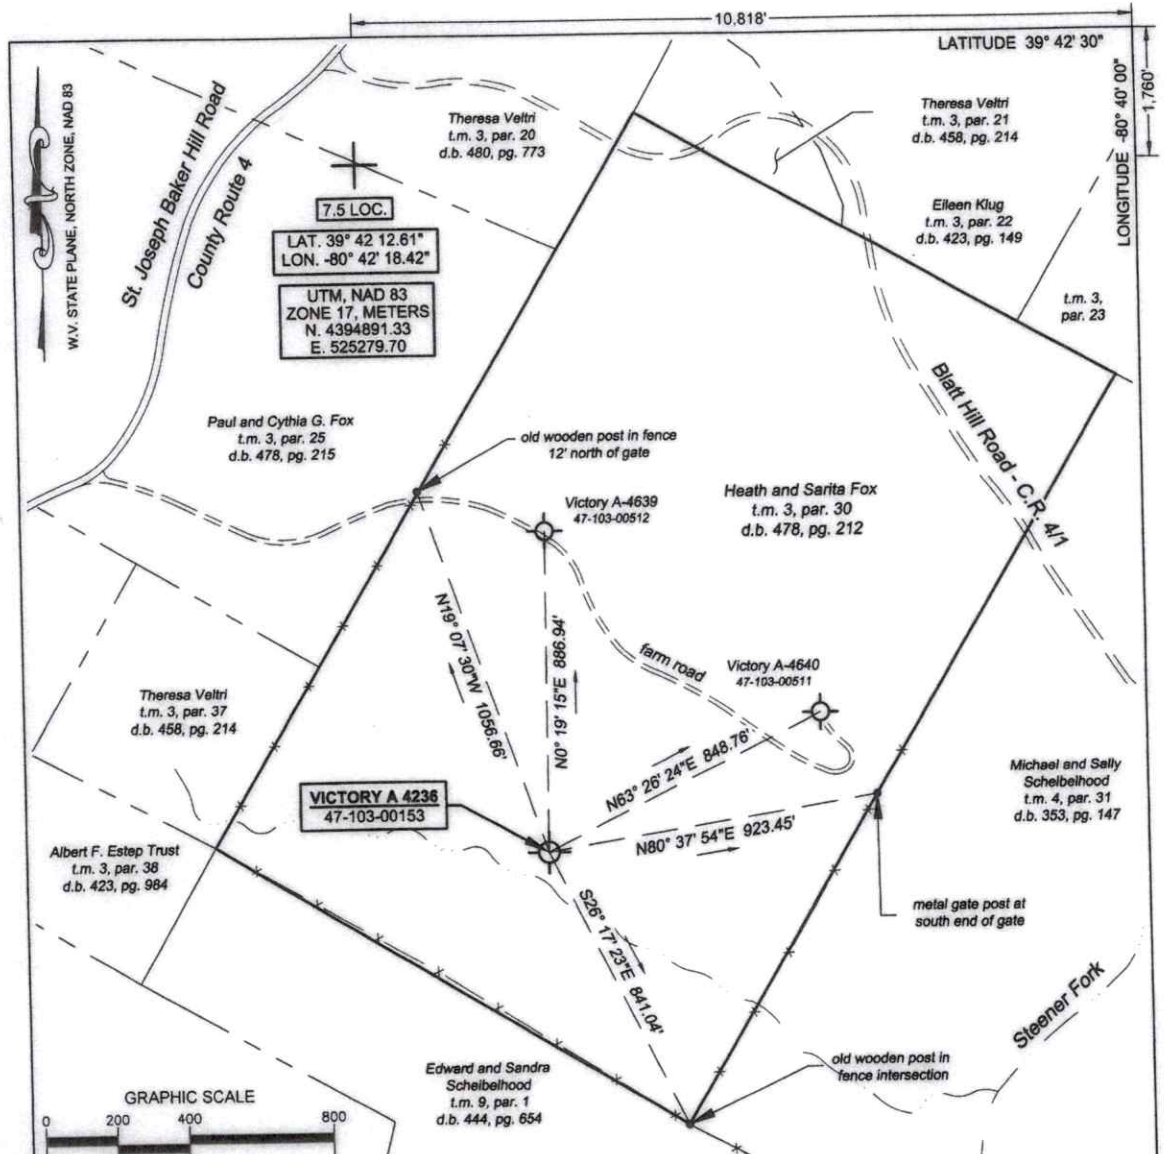 10,818'
LATITUDE 39° 42' 30"
LONGITUDE -80° 40' 00"
1,760'
W.V. STATE PLANE, NORTH ZONE, NAD 83
St. Joseph Baker Hill Road
County Route 4
Theresa Veltri
t.m. 3, par. 20
d.b. 480, pg. 773
Theresa Veltri
t.m. 3, par. 21
d.b. 458, pg. 214
Eileen Klug
t.m. 3, par. 22
d.b. 423, pg. 149
t.m. 3,
par. 23
7.5 LOC.
LAT. 39° 42 12.61"
LON. -80° 42' 18.42"
UTM, NAD 83
ZONE 17, METERS
N. 4394891.33
E. 525279.70
Blatt Hill Road - C.R. 4/1
Paul and Cythia G. Fox
t.m. 3, par. 25
d.b. 478, pg. 215
old wooden post in fence
12' north of gate
Victory A-4639
47-103-00512
Heath and Sarita Fox
t.m. 3, par. 30
d.b. 478, pg. 212
N19° 07' 30"W 1056.66'
N0° 19' 15"E 886.94'
farm road
Victory A-4640
47-103-00511
Theresa Veltri
t.m. 3, par. 37
d.b. 458, pg. 214
N63° 26' 24"E 848.76'
N80° 37' 54"E 923.45'
Michael and Sally
Scheibelhood
t.m. 4, par. 31
d.b. 353, pg. 147
VICTORY A 4236
47-103-00153
Albert F. Estep Trust
t.m. 3, par. 38
d.b. 423, pg. 984
S26° 17' 23"E 841.04'
metal gate post at
south end of gate
Steener Fork
old wooden post in
fence intersection
Edward and Sandra
Scheibelhood
t.m. 9, par. 1
d.b. 444, pg. 654
GRAPHIC SCALE
0 200 400 800